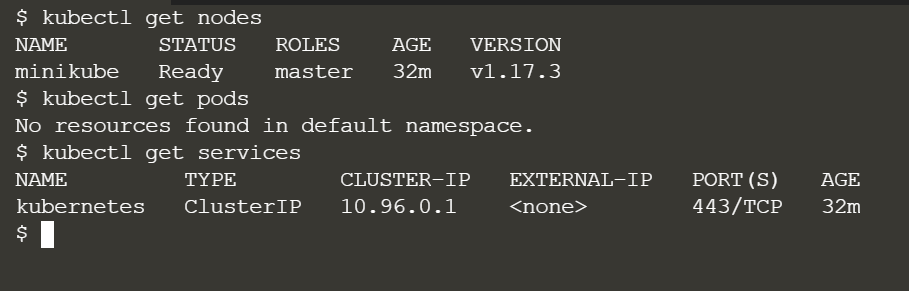 $ kubectl get nodes
NAME       STATUS   ROLES    AGE   VERSION
minikube   Ready    master   32m   v1.17.3
$ kubectl get pods
No resources found in default namespace.
$ kubectl get services
NAME         TYPE        CLUSTER-IP   EXTERNAL-IP   PORT(S)   AGE
kubernetes   ClusterIP   10.96.0.1    <none>        443/TCP   32m
$